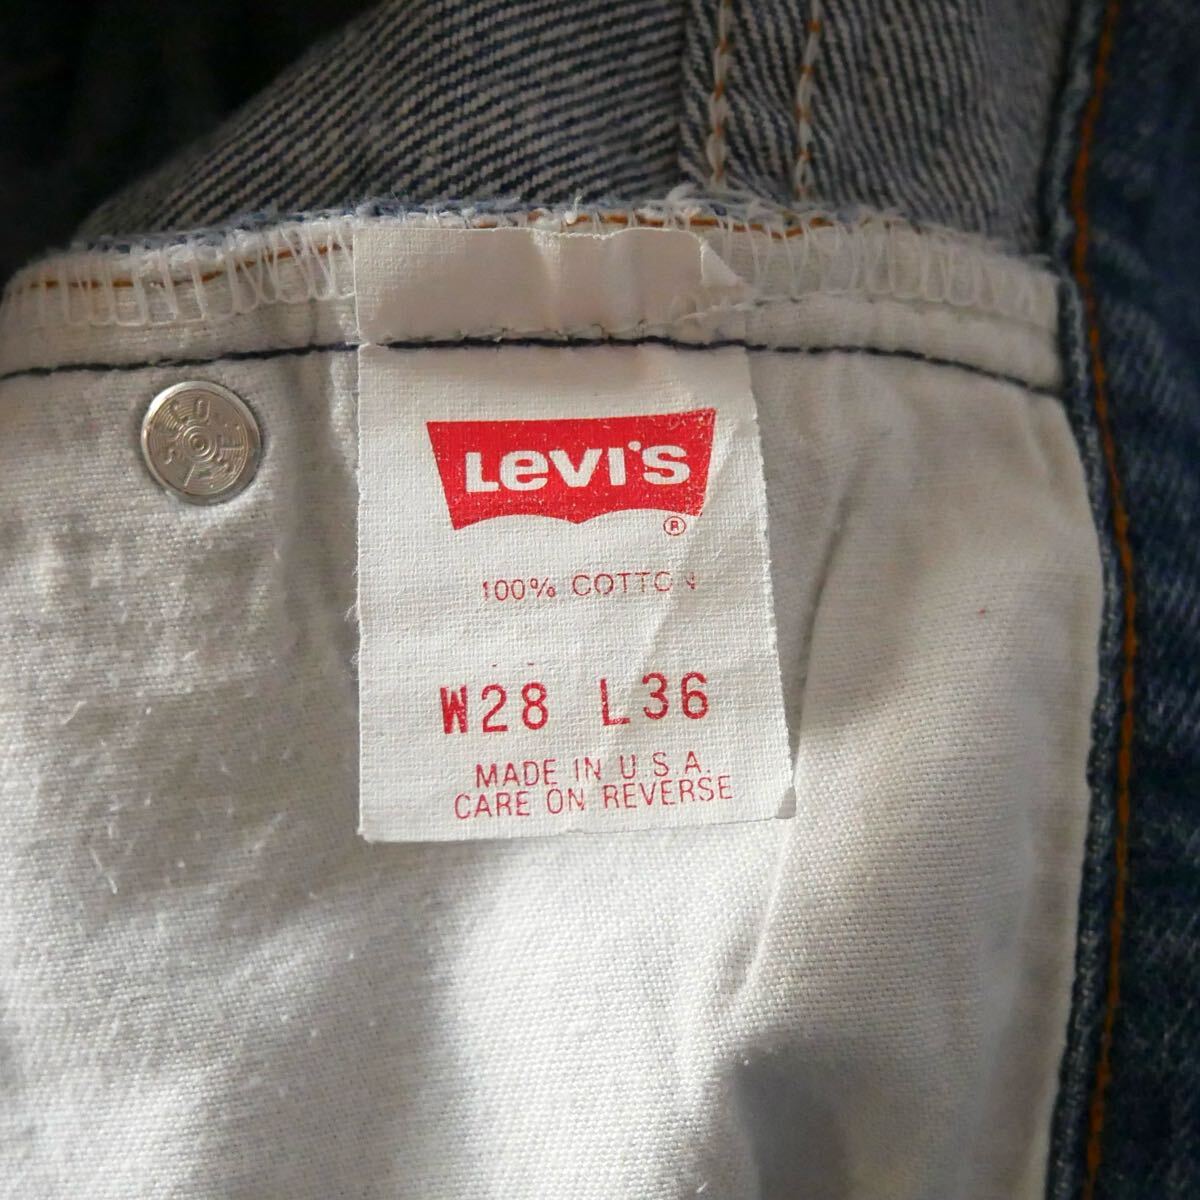 Levi's
®
100% COTTON
W28 L36
MADE IN U.S.A.
CARE ON REVERSE